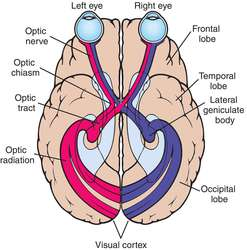 Left eye
Right eye
Optic
nerve
Optic
chiasm
Optic
tract
Optic
radiation
Frontal
lobe
Temporal
lobe
Lateral
geniculate
body
Occipital
lobe
Visual cortex